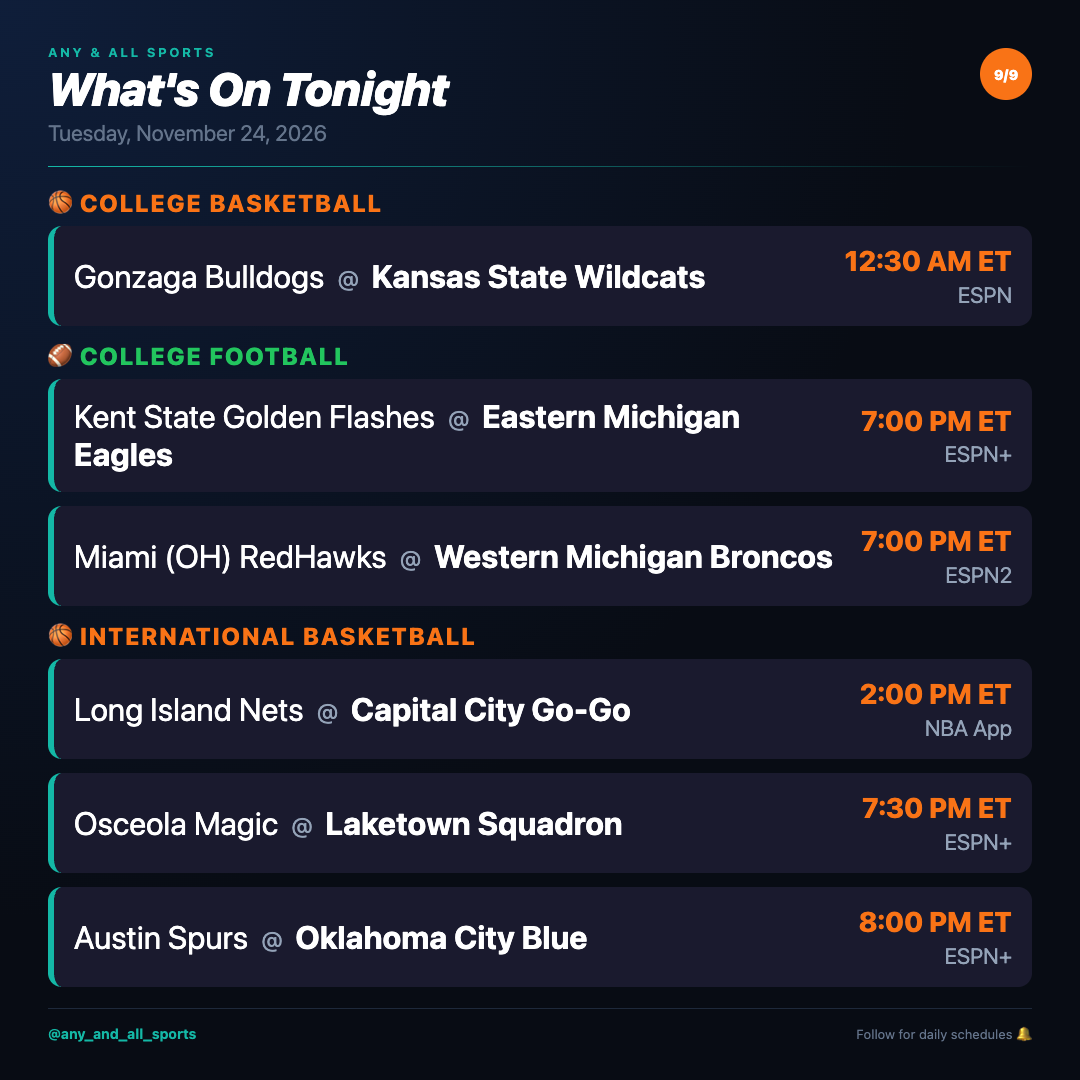 ANY & ALL SPORTS
What's On Tonight
9/9
Tuesday, November 24, 2026
🏀 COLLEGE BASKETBALL
Gonzaga Bulldogs @ Kansas State Wildcats
12:30 AM ET
ESPN
🏈 COLLEGE FOOTBALL
Kent State Golden Flashes @ Eastern Michigan
Eagles
7:00 PM ET
ESPN+
Miami (OH) RedHawks @ Western Michigan Broncos
7:00 PM ET
ESPN2
🏀 INTERNATIONAL BASKETBALL
Long Island Nets @ Capital City Go-Go
2:00 PM ET
NBA App
Osceola Magic @ Laketown Squadron
7:30 PM ET
ESPN+
Austin Spurs @ Oklahoma City Blue
8:00 PM ET
ESPN+
@any_and_all_sports
Follow for daily schedules 🔔